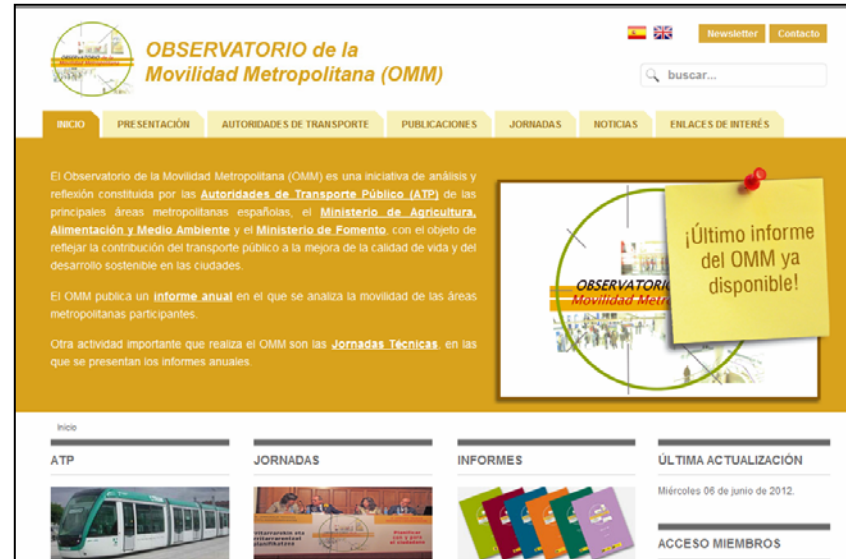 OBSERVATORIO de la
Movilidad Metropolitana (OMM)
Newsletter Contacto
buscar...
INICIO PRESENTACIÓN AUTORIDADES DE TRANSPORTE PUBLICACIONES JORNADAS NOTICIAS ENLACES DE INTERÉS
El Observatorio de la Movilidad Metropolitana (OMM) es una iniciativa de análisis y
reflexión constituida por las Autoridades de Transporte Público (ATP) de las
principales áreas metropolitanas españolas, el Ministerio de Agricultura,
Alimentación y Medio Ambiente y el Ministerio de Fomento, con el objeto de
reflejar la contribución del transporte público a la mejora de la calidad de vida y del
desarrollo sostenible en las ciudades.
El OMM publica un informe anual en el que se analiza la movilidad de las áreas
metropolitanas participantes.
Otra actividad importante que realiza el OMM son las Jornadas Técnicas, en las
que se presentan los informes anuales.
OBSERVATORI
Movilidad Metr
¡Último informe
del OMM ya
disponible!
Inicio
ATP JORNADAS INFORMES ÚLTIMA ACTUALIZACIÓN
Miércoles 06 de junio de 2012.
ACCESO MIEMBROS